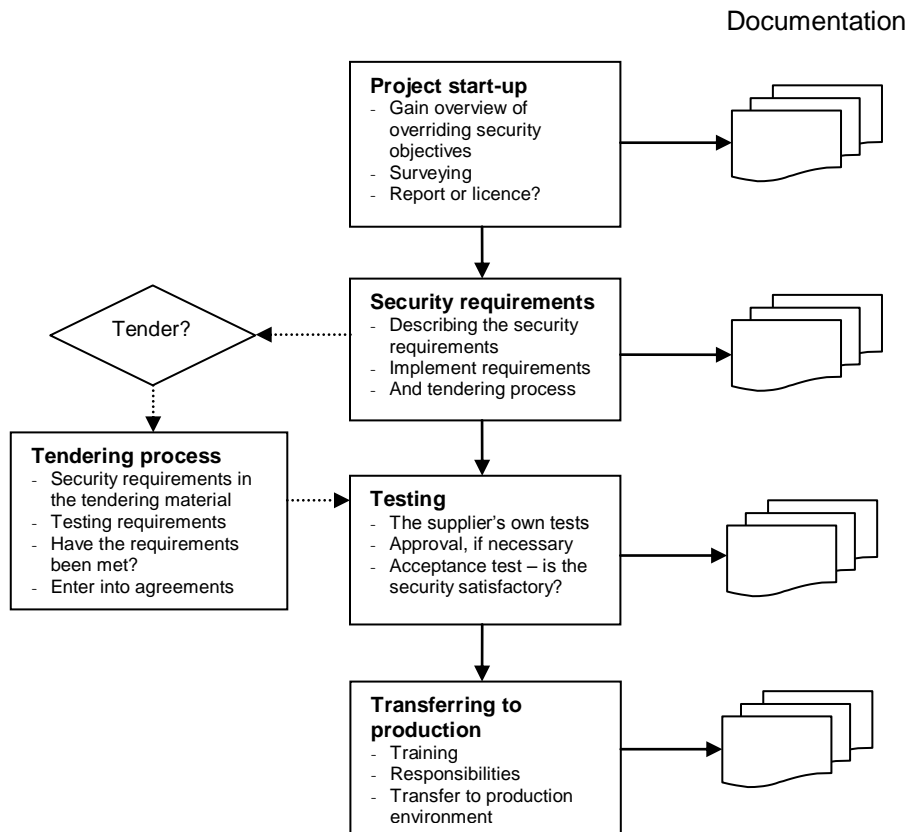 Documentation
Project start-up
- Gain overview of
overriding security
objectives
- Surveying
- Report or licence?
Security requirements
- Describing the security
requirements
- Implement requirements
- And tendering process
Tender?
Tendering process
- Security requirements in
the tendering material
- Testing requirements
- Have the requirements
been met?
- Enter into agreements
Testing
- The supplier's own tests
- Approval, if necessary
- Acceptance test – is the
security satisfactory?
Transferring to
production
- Training
- Responsibilities
- Transfer to production
environment